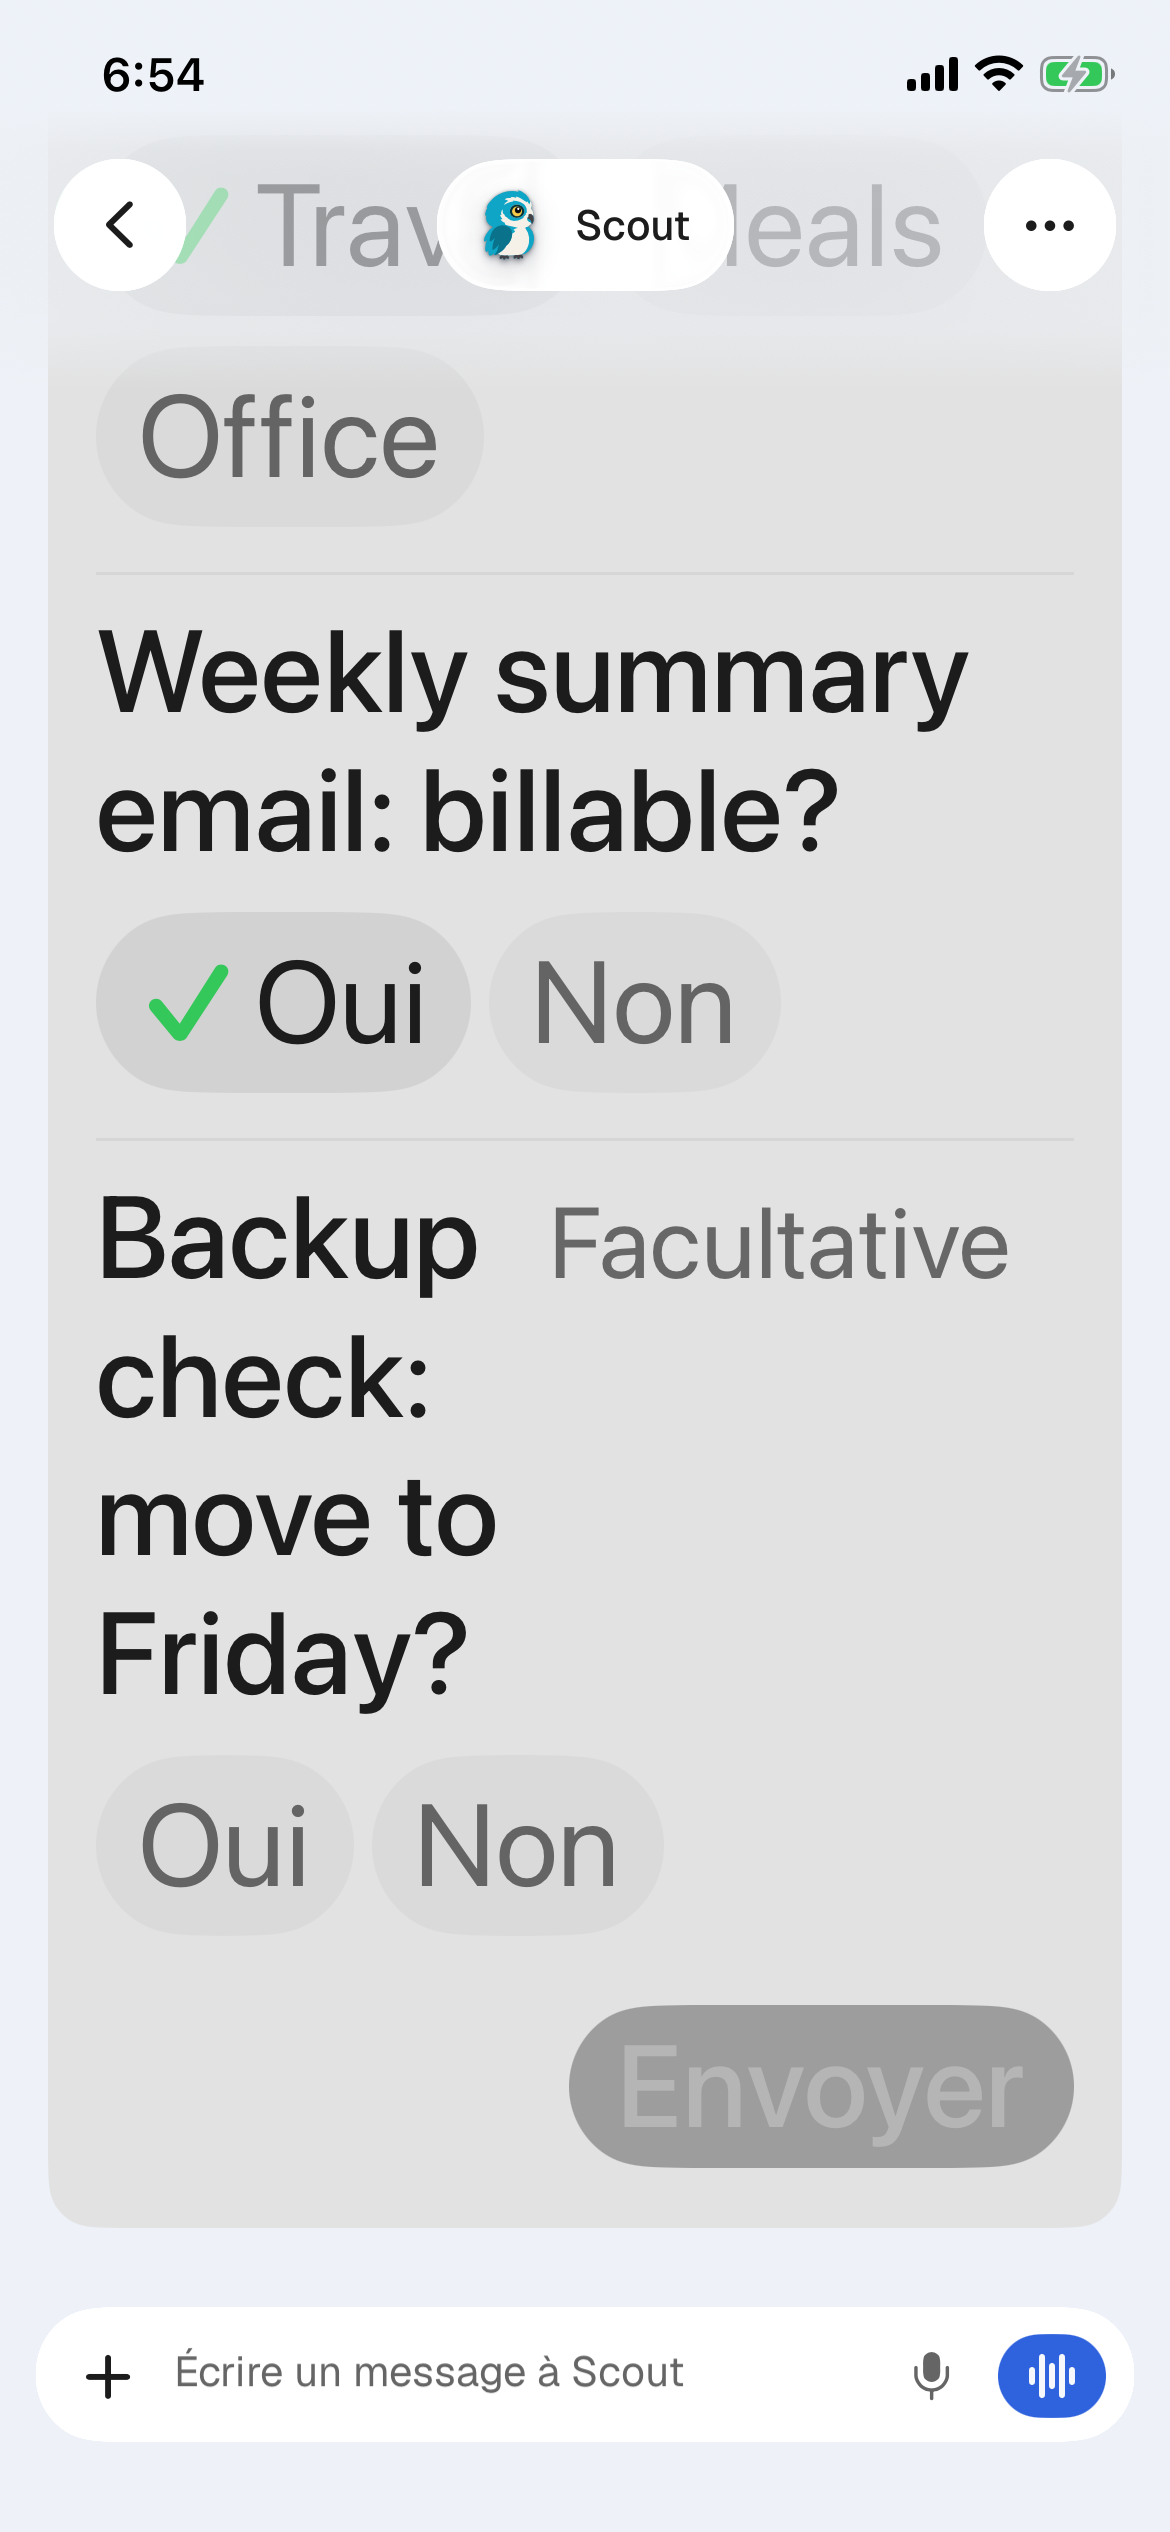 6:54
Scout
Office
Weekly summary
email: billable?
Oui Non
Backup Facultative
check:
move to
Friday?
Oui Non
Envoyer
Écrire un message à Scout